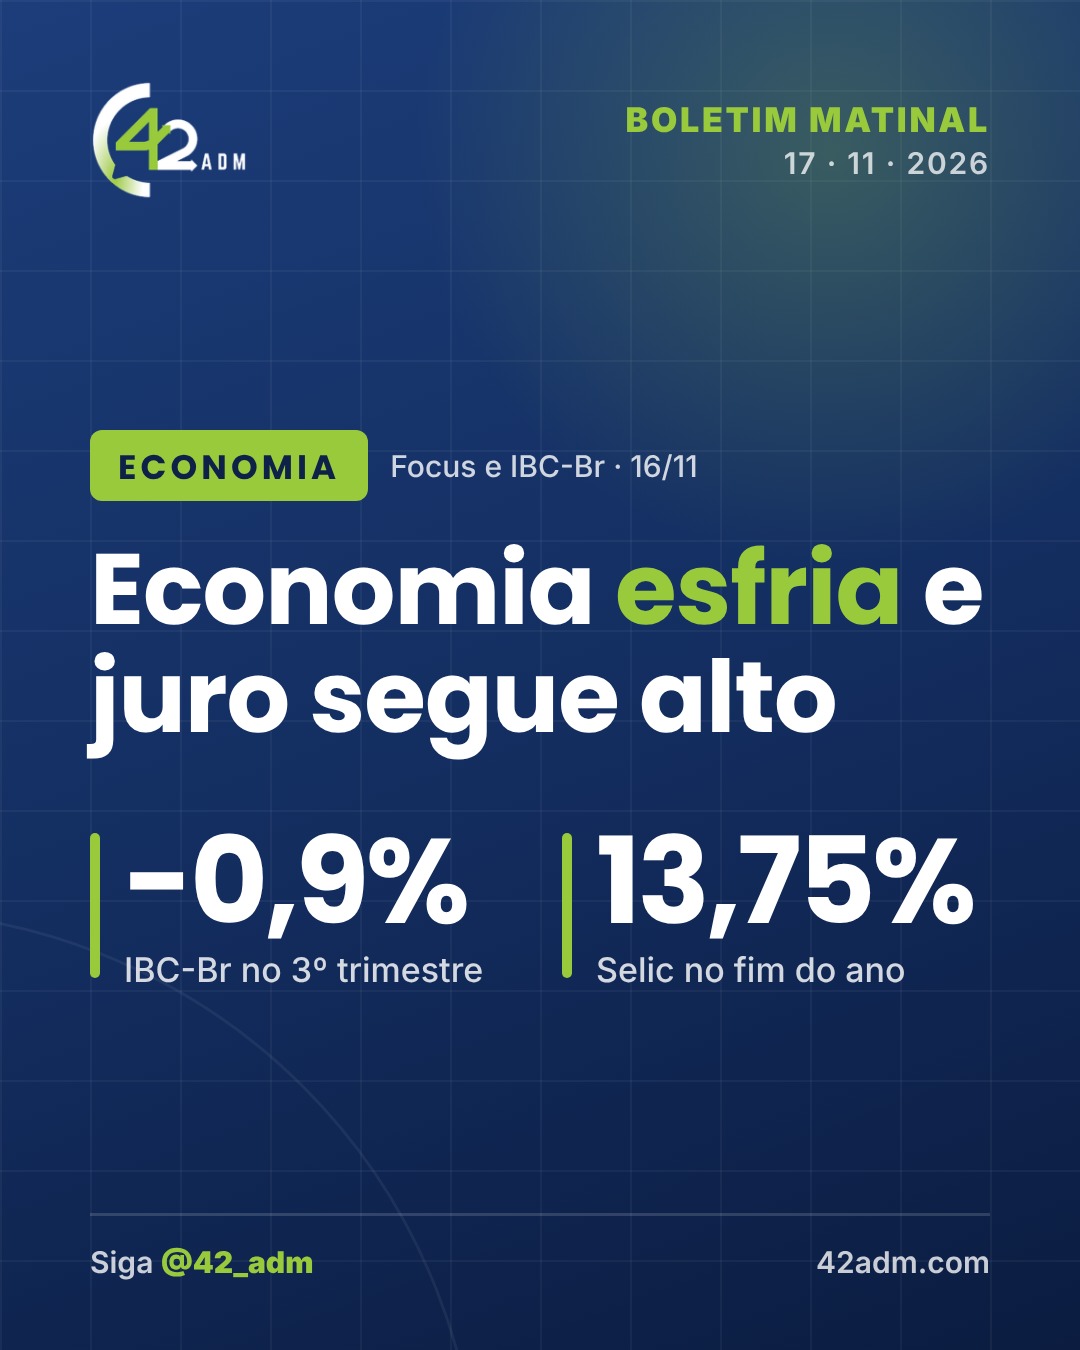 42 ADM
BOLETIM MATINAL
17 · 11 · 2026
ECONOMIA
Focus e IBC-Br · 16/11
Economia esfria e
juro segue alto
-0,9%
IBC-Br no 3º trimestre
13,75%
Selic no fim do ano
Siga @42_adm
42adm.com